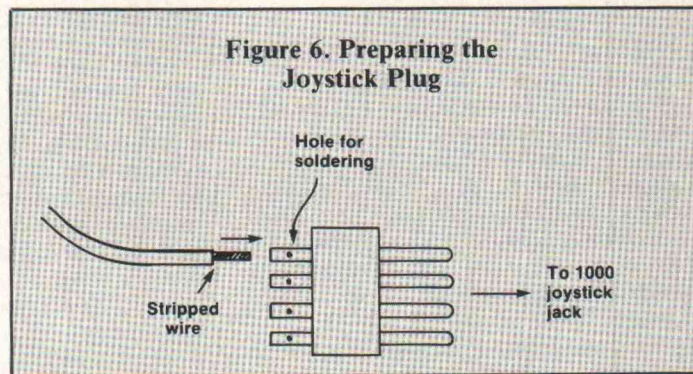 Figure 6. Preparing the
Joystick Plug
Hole for
soldering
Stripped
wire
To 1000
joystick
jack